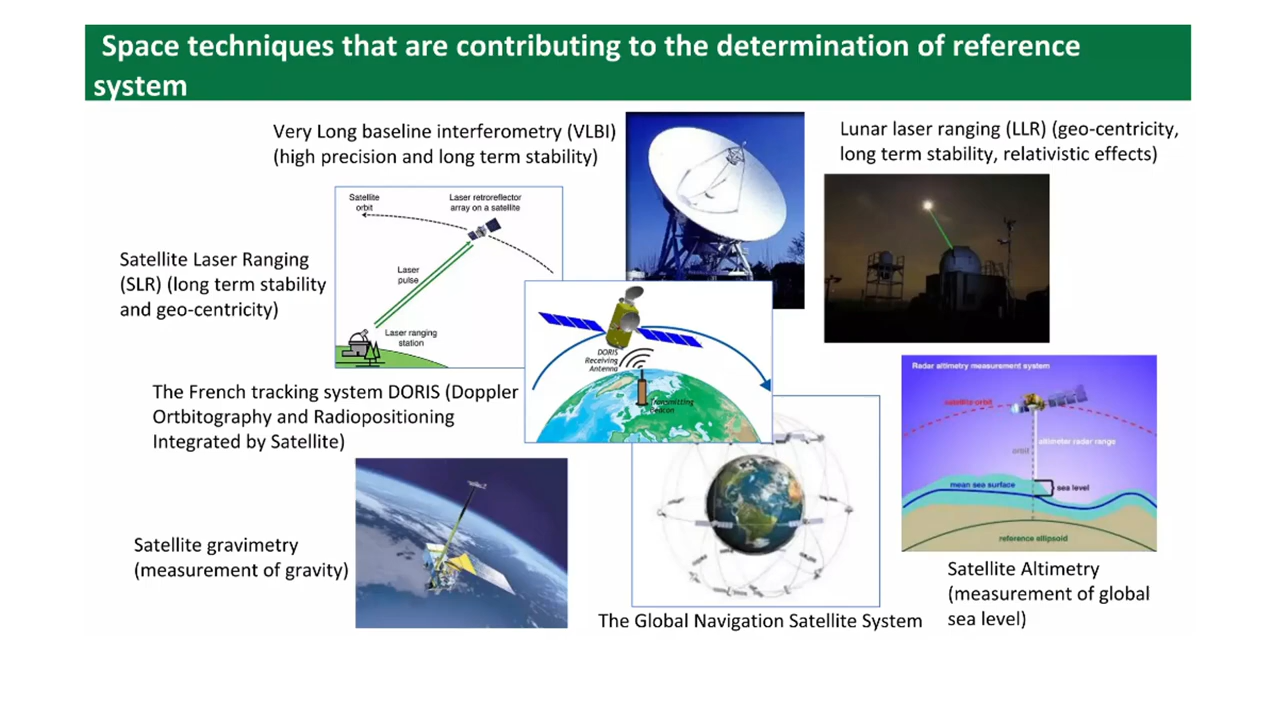 Space techniques that are contributing to the determination of reference
system
Very Long baseline interferometry (VLBI)
(high precision and long term stability)
Lunar laser ranging (LLR) (geo-centricity,
long term stability, relativistic effects)
Satellite
orbit
Laser retroreflector
array on a satellite
Laser
pulse
Laser ranging
station
Satellite Laser Ranging
(SLR) (long term stability
and geo-centricity)
DORIS
Receiving
Antenna
Transmitting
beacon
The French tracking system DORIS (Doppler
Ortbitography and Radiopositioning
Integrated by Satellite)
Radar altimetry measurement system
satellite orbit
altimeter radar range
orbit
mean sea surface
sea level
reference ellipsoid
Satellite gravimetry
(measurement of gravity)
The Global Navigation Satellite System
Satellite Altimetry
(measurement of global
sea level)